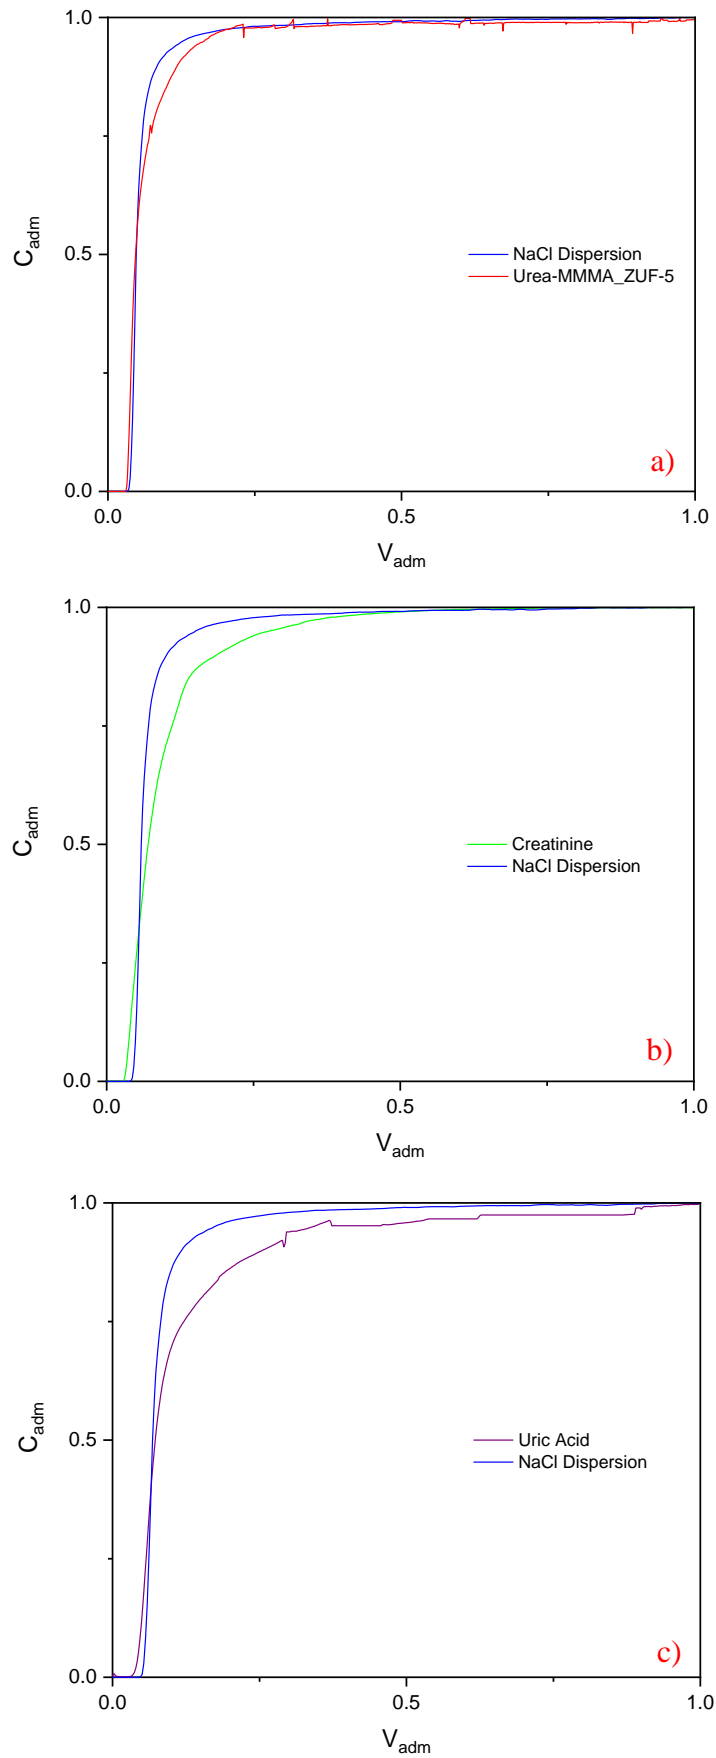 1.0
C_adm
0.5
NaCl Dispersion
Urea-MMMA_ZUF-5
a)
0.0
0.0 0.5 1.0
V_adm
1.0
C_adm
0.5
Creatinine
NaCl Dispersion
b)
0.0
0.0 0.5 1.0
V_adm
1.0
C_adm
0.5
Uric Acid
NaCl Dispersion
c)
0.0
0.0 0.5 1.0
V_adm